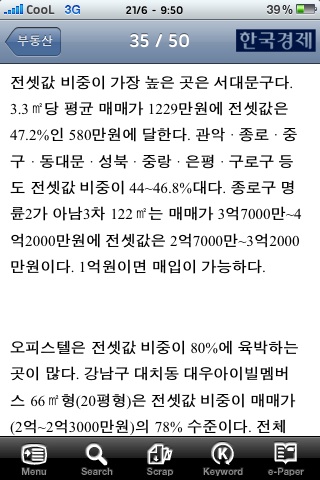 CooL 3G 21/6 - 9:50 39%
부동산 35 / 50 한국경제
전셋값 비중이 가장 높은 곳은 서대문구다.
3.3㎡당 평균 매매가 1229만원에 전셋값은
47.2%인 580만원에 달한다. 관악 · 종로 · 중
구 · 동대문 · 성북 · 중랑 · 은평 · 구로구 등
도 전셋값 비중이 44~46.8%대다. 종로구 명
륜2가 아남3차 122㎡는 매매가 3억7000만~4
억2000만원에 전셋값은 2억7000만~3억2000
만원이다. 1억원이면 매입이 가능하다.
오피스텔은 전셋값 비중이 80%에 육박하는
곳이 많다. 강남구 대치동 대우아이빌멤버
스 66㎡형(20평형)은 전셋값 비중이 매매가
(2억~2억3000만원)의 78% 수준이다. 전체
Menu Search Scrap Keyword e-Paper